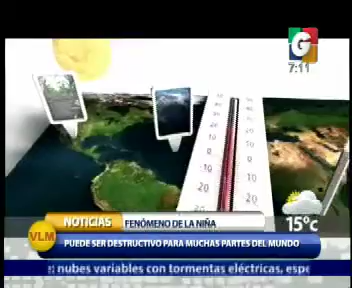 G
7:11
NOTICIAS
FENÓMENO DE LA NIÑA
15°C
VLM
PUEDE SER DESTRUCTIVO PARA MUCHAS PARTES DEL MUNDO
e: nubes variables con tormentas eléctricas, espe